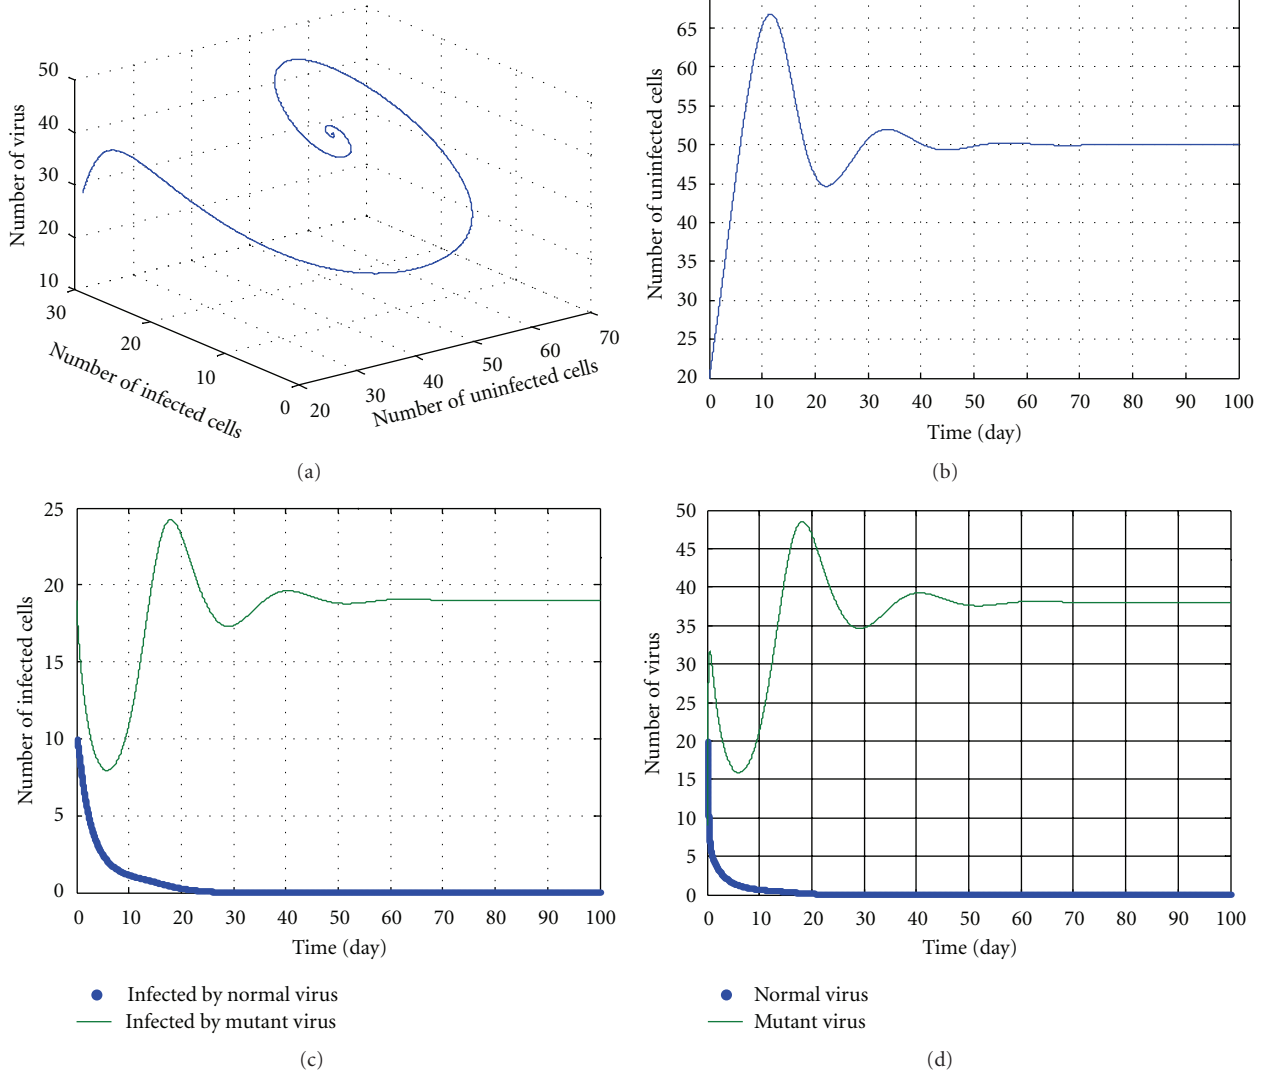 50
40
30
20
10
Number of virus
30
20
10
0
Number of infected cells
20
30
40
50
60
70
Number of uninfected cells
(a)
65
60
55
50
45
40
35
30
25
20
Number of uninfected cells
0 10 20 30 40 50 60 70 80 90 100
Time (day)
(b)
25
20
15
10
5
0
Number of infected cells
0 10 20 30 40 50 60 70 80 90 100
Time (day)
Infected by normal virus
Infected by mutant virus
(c)
50
45
40
35
30
25
20
15
10
5
0
Number of virus
0 10 20 30 40 50 60 70 80 90 100
Time (day)
Normal virus
Mutant virus
(d)